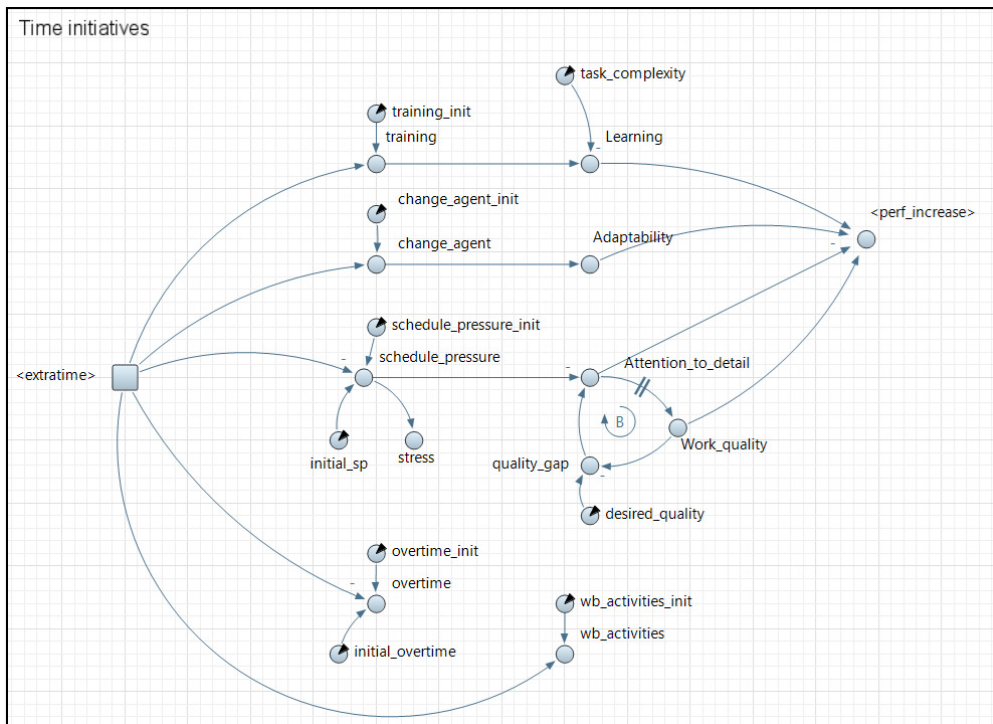 Time initiatives
task_complexity
training_init
training
-
Learning
change_agent_init
<perf_increase>
change_agent
Adaptability
-
schedule_pressure_init
-
schedule_pressure
-
Attention_to_detail
<extratime>
B
Work_quality
initial_sp
stress
quality_gap
-
desired_quality
overtime_init
-
overtime
wb_activities_init
wb_activities
initial_overtime